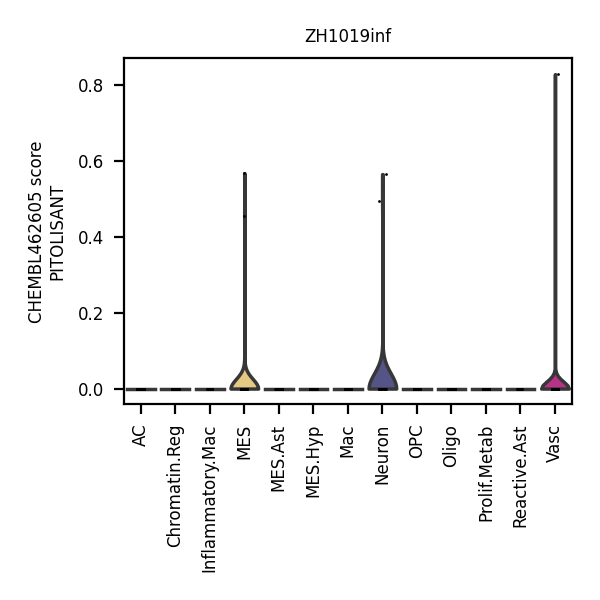 ZH1019inf
CHEMBL462605 score
PITOLISANT
0.8
0.6
0.4
0.2
0.0
AC
Chromatin.Reg
Inflammatory.Mac
MES
MES.Ast
MES.Hyp
Mac
Neuron
OPC
Oligo
Prolif.Metab
Reactive.Ast
Vasc